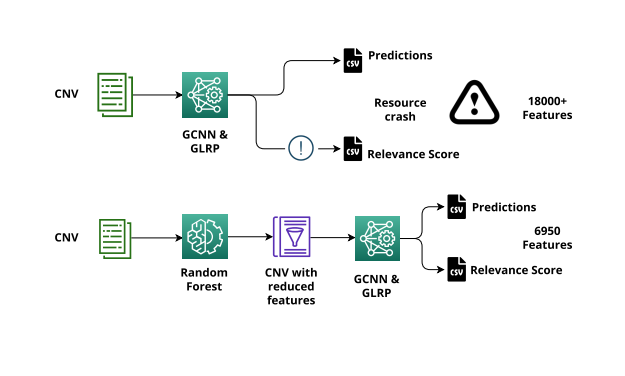 Predictions
CSV
CNV
Resource
crash
18000+
Features
GCNN &
GLRP
CSV
Relevance Score
Predictions
CSV
CNV
6950
Features
Random
Forest
CNV with
reduced
features
GCNN &
GLRP
CSV
Relevance Score